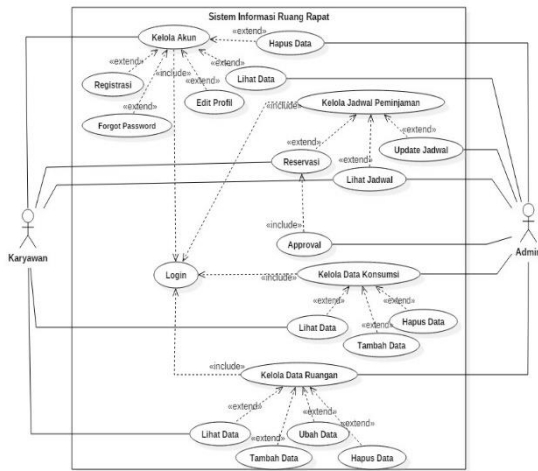 Sistem Informasi Ruang Rapat
Kelola Akun
«extend»
Hapus Data
«extend»
«extend»
«include»
Lihat Data
Registrasi
«extend»
«extend»
Edit Profil
Forgot Password
«include»
Kelola Jadwal Peminjaman
«extend»
«extend»
Update Jadwal
Reservasi
«extend»
Lihat Jadwal
«include»
Approval
Karyawan
Admin
Login
Kelola Data Konsumsi
«include»
«extend»
«extend»
Lihat Data
«extend»
Hapus Data
Tambah Data
«include»
Kelola Data Ruangan
«extend»
«extend»
Lihat Data
«extend»
Ubah Data
«extend»
Tambah Data
Hapus Data